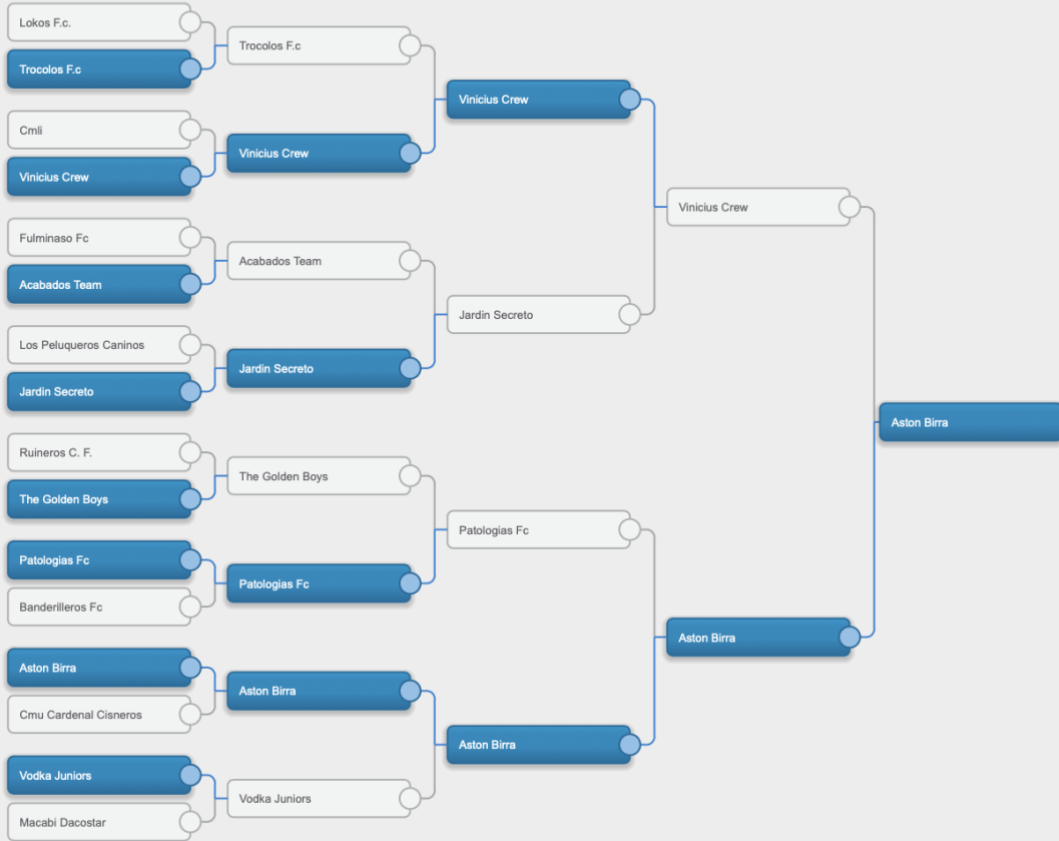 Lokos F.c.
Trocolos F.c
Cmli
Vinicius Crew
Fulminaso Fc
Acabados Team
Los Peluqueros Caninos
Jardin Secreto
Ruineros C. F.
The Golden Boys
Patologias Fc
Banderilleros Fc
Aston Birra
Cmu Cardenal Cisneros
Vodka Juniors
Macabi Dacostar
Trocolos F.c
Vinicius Crew
Acabados Team
Jardin Secreto
The Golden Boys
Patologias Fc
Aston Birra
Vodka Juniors
Vinicius Crew
Jardin Secreto
Patologias Fc
Aston Birra
Vinicius Crew
Aston Birra
Aston Birra